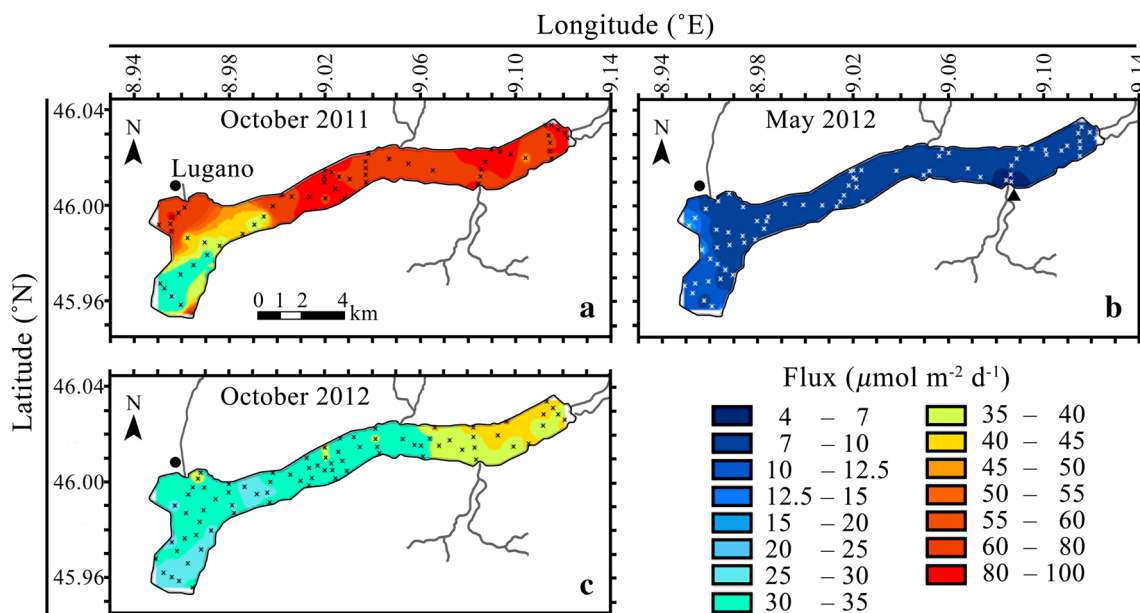 Longitude (˚E)
8.94 8.98 9.02 9.06 9.10 9.14
8.94 8.98 9.02 9.06 9.10 9.14
Latitude (˚N)
46.04
46.00
45.96
N
October 2011
Lugano
0 1 2 4
km
a
N
May 2012
b
46.04
46.00
45.96
N
October 2012
c
Flux (µmol m⁻² d⁻¹)
4 – 7
7 – 10
10 – 12.5
12.5 – 15
15 – 20
20 – 25
25 – 30
30 – 35
35 – 40
40 – 45
45 – 50
50 – 55
55 – 60
60 – 80
80 – 100